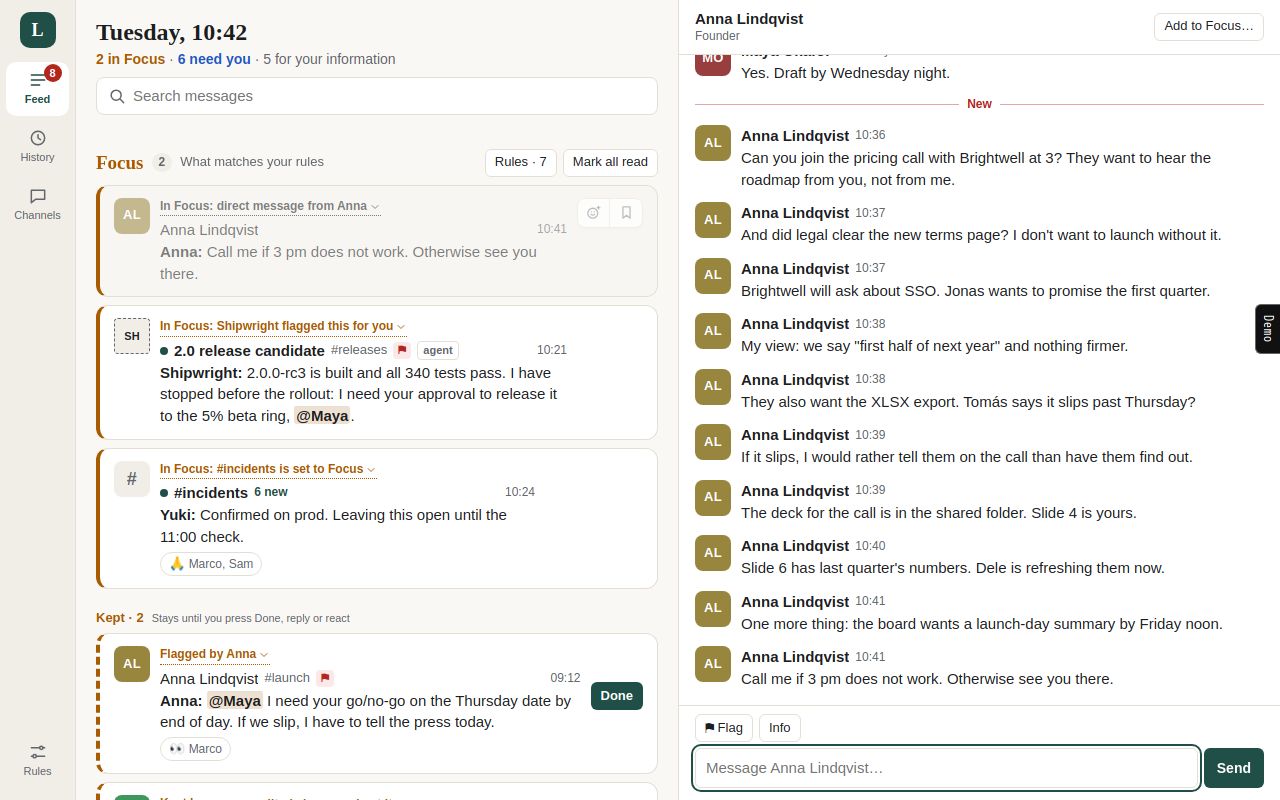 L
8
Feed
History
Channels
Rules
Tuesday, 10:42
2 in Focus · 6 need you · 5 for your information
Search messages
Focus 2 What matches your rules Rules · 7 Mark all read
AL
In Focus: direct message from Anna
Anna Lindqvist 10:41
Anna: Call me if 3 pm does not work. Otherwise see you
there.
SH
In Focus: Shipwright flagged this for you
2.0 release candidate #releases agent 10:21
Shipwright: 2.0.0-rc3 is built and all 340 tests pass. I have
stopped before the rollout: I need your approval to release it
to the 5% beta ring, @Maya.
#
In Focus: #incidents is set to Focus
#incidents 6 new 10:24
Yuki: Confirmed on prod. Leaving this open until the
11:00 check.
🙏 Marco, Sam
Kept · 2 Stays until you press Done, reply or react
AL
Flagged by Anna
Anna Lindqvist #launch 09:12
Anna: @Maya I need your go/no-go on the Thursday date by
end of day. If we slip, I have to tell the press today.
👀 Marco
Done
Anna Lindqvist
Founder
Add to Focus…
MO
Yes. Draft by Wednesday night.
New
AL
Anna Lindqvist 10:36
Can you join the pricing call with Brightwell at 3? They want to hear the
roadmap from you, not from me.
AL
Anna Lindqvist 10:37
And did legal clear the new terms page? I don't want to launch without it.
AL
Anna Lindqvist 10:37
Brightwell will ask about SSO. Jonas wants to promise the first quarter.
AL
Anna Lindqvist 10:38
My view: we say "first half of next year" and nothing firmer.
AL
Anna Lindqvist 10:38
They also want the XLSX export. Tomás says it slips past Thursday?
AL
Anna Lindqvist 10:39
If it slips, I would rather tell them on the call than have them find out.
AL
Anna Lindqvist 10:39
The deck for the call is in the shared folder. Slide 4 is yours.
AL
Anna Lindqvist 10:40
Slide 6 has last quarter's numbers. Dele is refreshing them now.
AL
Anna Lindqvist 10:41
One more thing: the board wants a launch-day summary by Friday noon.
AL
Anna Lindqvist 10:41
Call me if 3 pm does not work. Otherwise see you there.
Flag Info
Message Anna Lindqvist…
Send
Demo